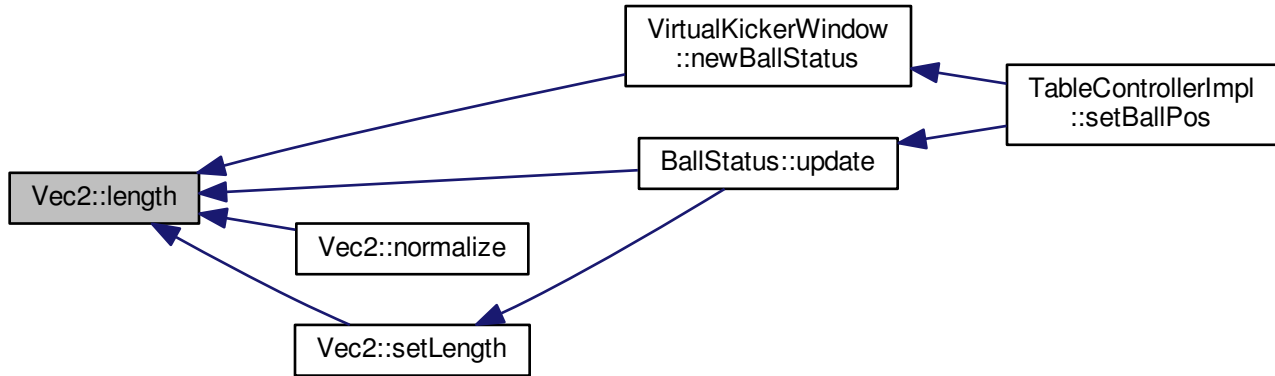 VirtualKickerWindow
::newBallStatus
TableControllerImpl
::setBallPos
BallStatus::update
Vec2::length
Vec2::normalize
Vec2::setLength